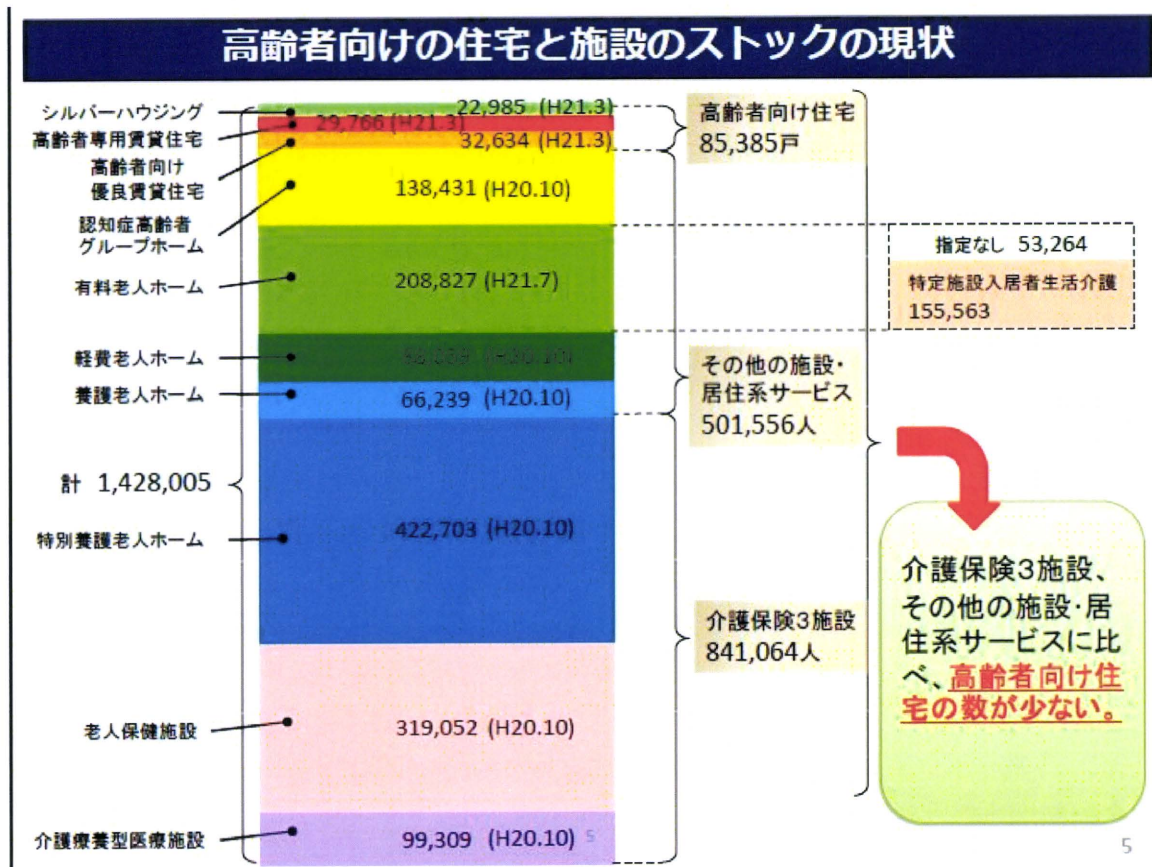 高齢者向けの住宅と施設のストックの現状
シルバーハウジング
22,985 (H21.3)
高齢者専用賃貸住宅
29,766 (H21.3)
高齢者向け
優良賃貸住宅
32,634 (H21.3)
認知症高齢者
グループホーム
138,431 (H20.10)
有料老人ホーム
208,827 (H21.7)
軽費老人ホーム
(H20.10)
養護老人ホーム
66,239 (H20.10)
計 1,428,005
特別養護老人ホーム
422,703 (H20.10)
老人保健施設
319,052 (H20.10)
介護療養型医療施設
99,309 (H20.10)
5
高齢者向け住宅
85,385戸
指定なし 53,264
特定施設入居者生活介護
155,563
その他の施設・
居住系サービス
501,556人
介護保険3施設
841,064人
介護保険3施設、
その他の施設・居
住系サービスに比
べ、高齢者向け住
宅の数が少ない。
5